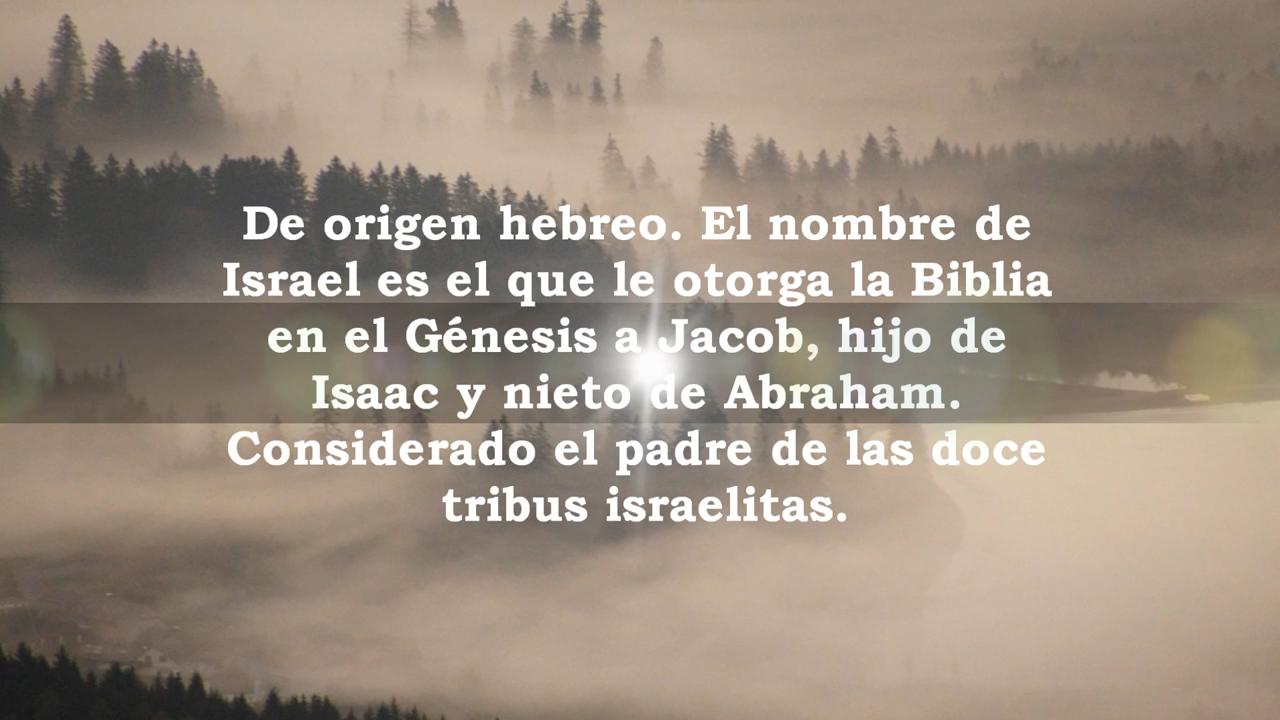 De origen hebreo. El nombre de
Israel es el que le otorga la Biblia
en el Génesis a Jacob, hijo de
Isaac y nieto de Abraham.
Considerado el padre de las doce
tribus israelitas.